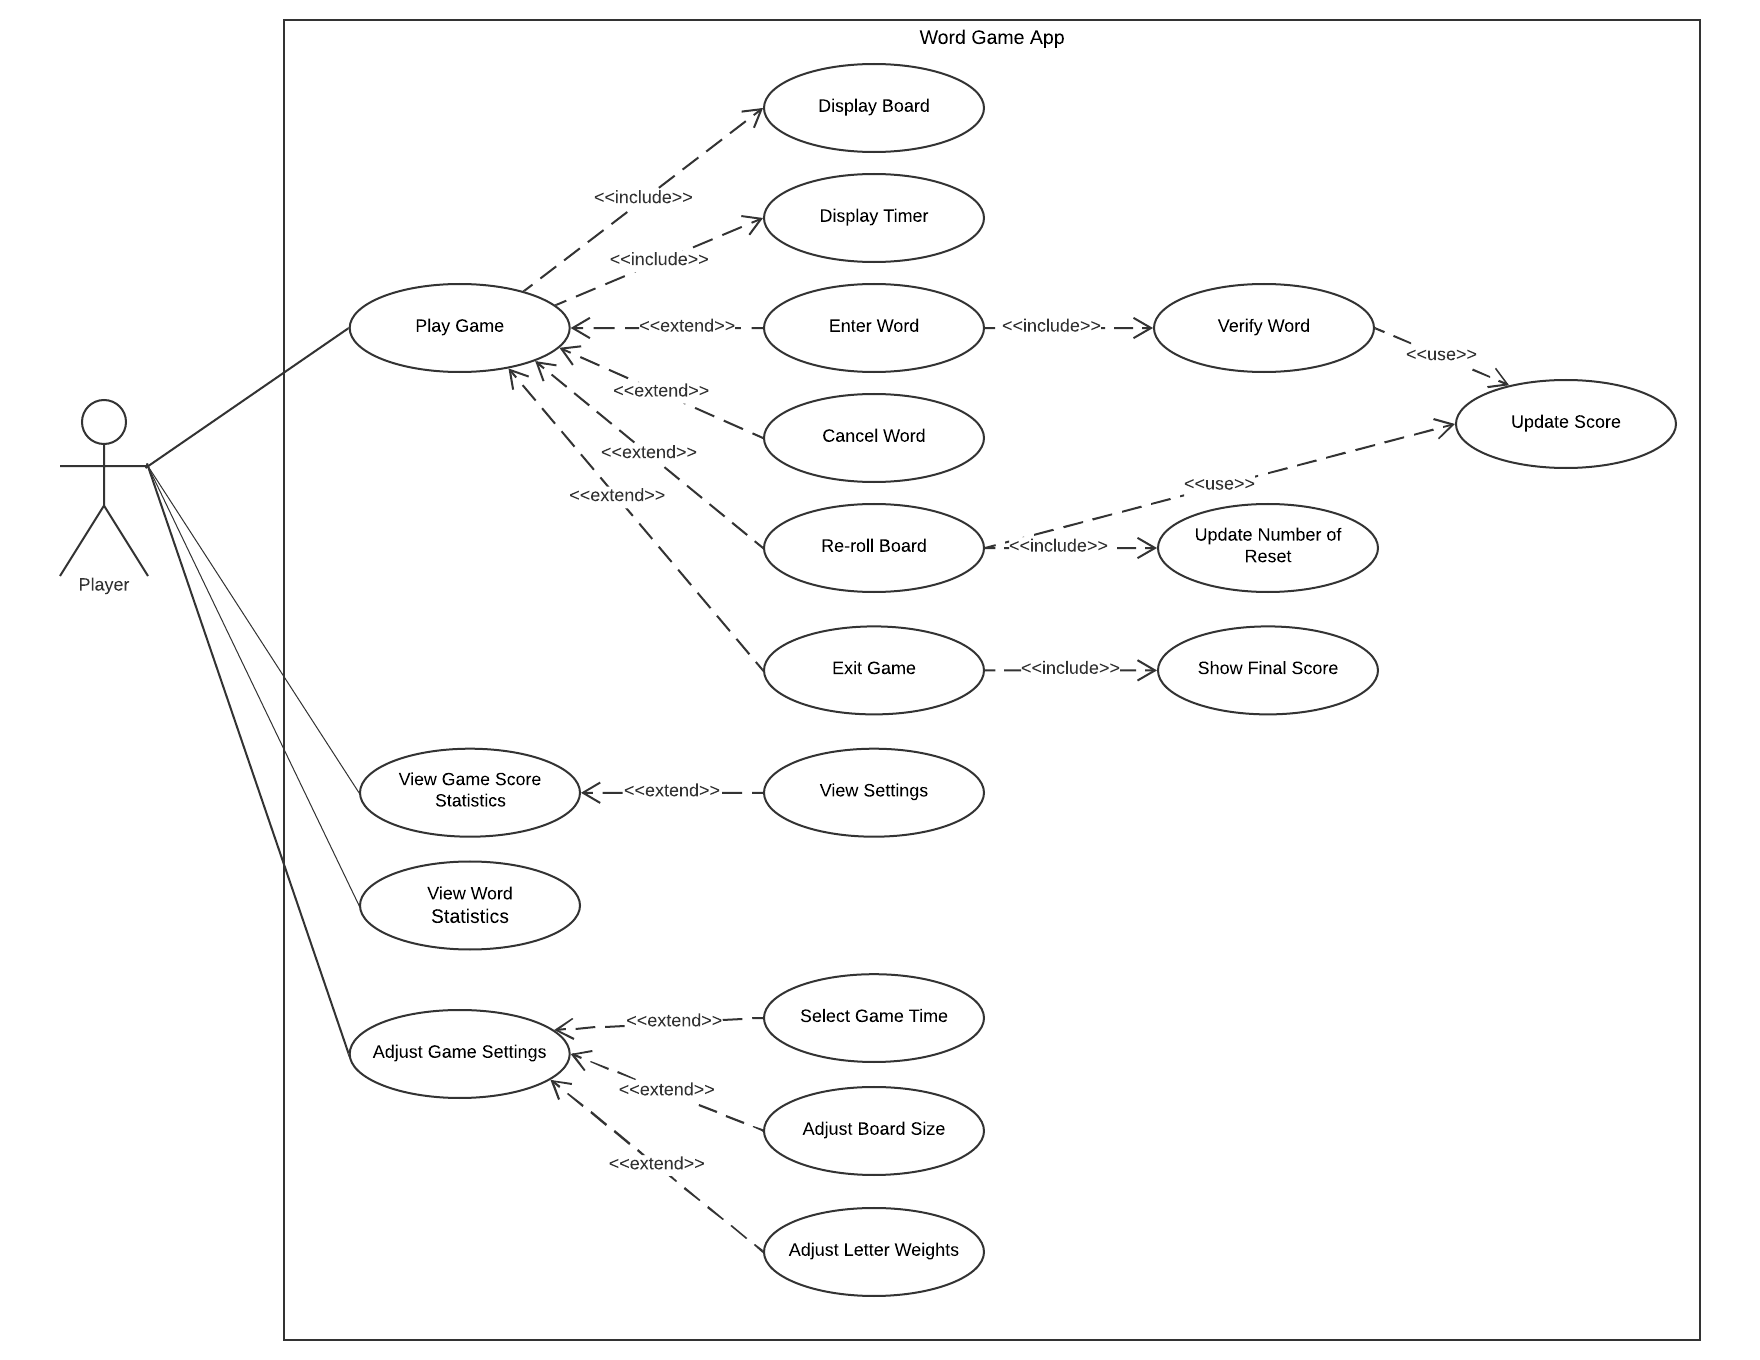 Word Game App
Display Board
<<include>>
Display Timer
<<include>>
Play Game
<<extend>>
Enter Word
<<include>>
Verify Word
<<use>>
<<extend>>
Cancel Word
Update Score
<<extend>>
<<use>>
<<extend>>
Re-roll Board
<<include>>
Update Number of
Reset
Player
Exit Game
<<include>>
Show Final Score
View Game Score
Statistics
<<extend>>
View Settings
View Word
Statistics
Select Game Time
<<extend>>
Adjust Game Settings
<<extend>>
Adjust Board Size
<<extend>>
Adjust Letter Weights